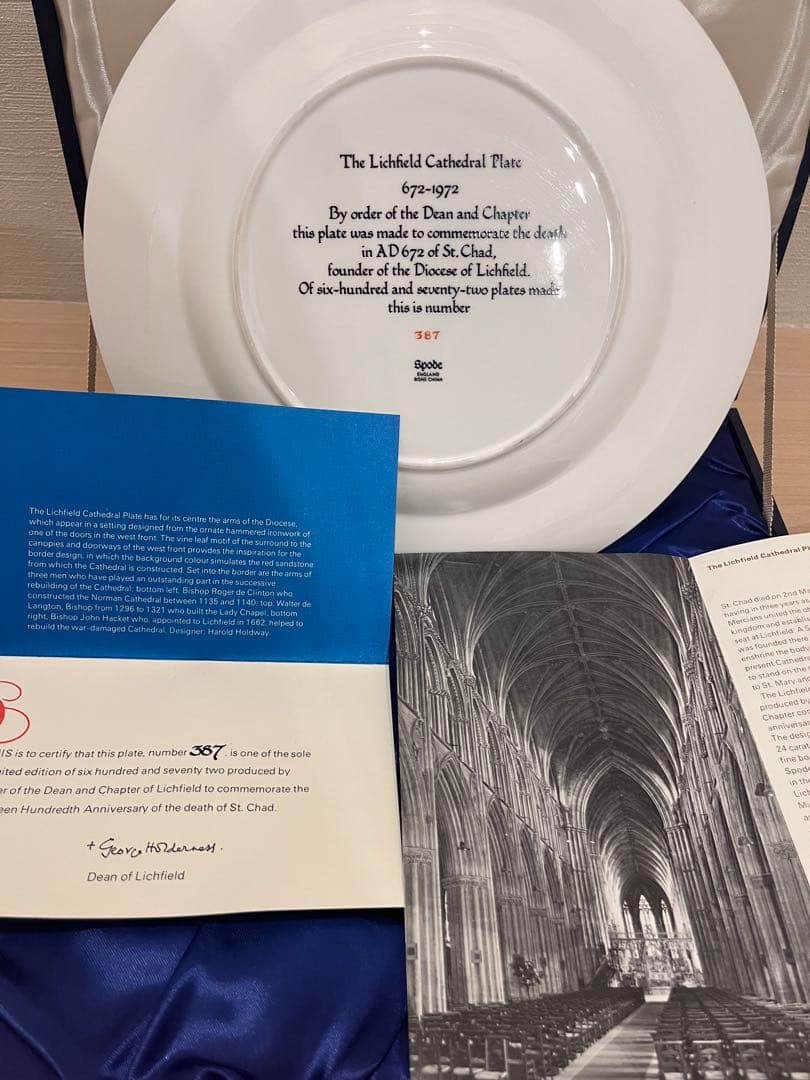 The Lichfield Cathedral Plate
672-1972
By order of the Dean and Chapter
this plate was made to commemorate the death
in AD 672 of St. Chad,
founder of the Diocese of Lichfield.
Of six-hundred and seventy-two plates made
this is number
387
Spode
ENGLAND
BONE CHINA
The Lichfield Cathedral Plate has for its centre the arms of the Diocese,
which appear in a setting designed from the ornate hammered ironwork of
one of the doors in the west front. The vine leaf motif of the surround to the
canopies and doorways of the west front provides the inspiration for the
border design, in which the background colour simulates the red sandstone
from which the Cathedral is constructed. Set into the border are the arms of
three men who have played an outstanding part in the successive
rebuilding of the Cathedral: bottom left, Bishop Roger de Clinton who
constructed the Norman Cathedral between 1135 and 1140; top, Walter de
Langton, Bishop from 1296 to 1321 who built the Lady Chapel, bottom
right, Bishop John Hacket who, appointed to Lichfield in 1662, helped to
rebuild the war-damaged Cathedral. Designer: Harold Holdway
IS is to certify that this plate, number 387. is one of the sole
ited edition of six hundred and seventy two produced by
er of the Dean and Chapter of Lichfield to commemorate the
een Hundredth Anniversary of the death of St. Chad.
+ George Holderness.
Dean of Lichfield
The Lichfield Cathedral Pl
St. Chad died on 2nd Ma
having in three years as
Mercians united the ch
kingdom and establis
seat at Lichfield. A S
was founded there
enshrine the body
present Cathedr
to stand on the
to St. Mary and
The Lichfield
produced by
Chapter con
anniversar
The desig
24 carat
fine bo
Spode
in the
Lich
Mi